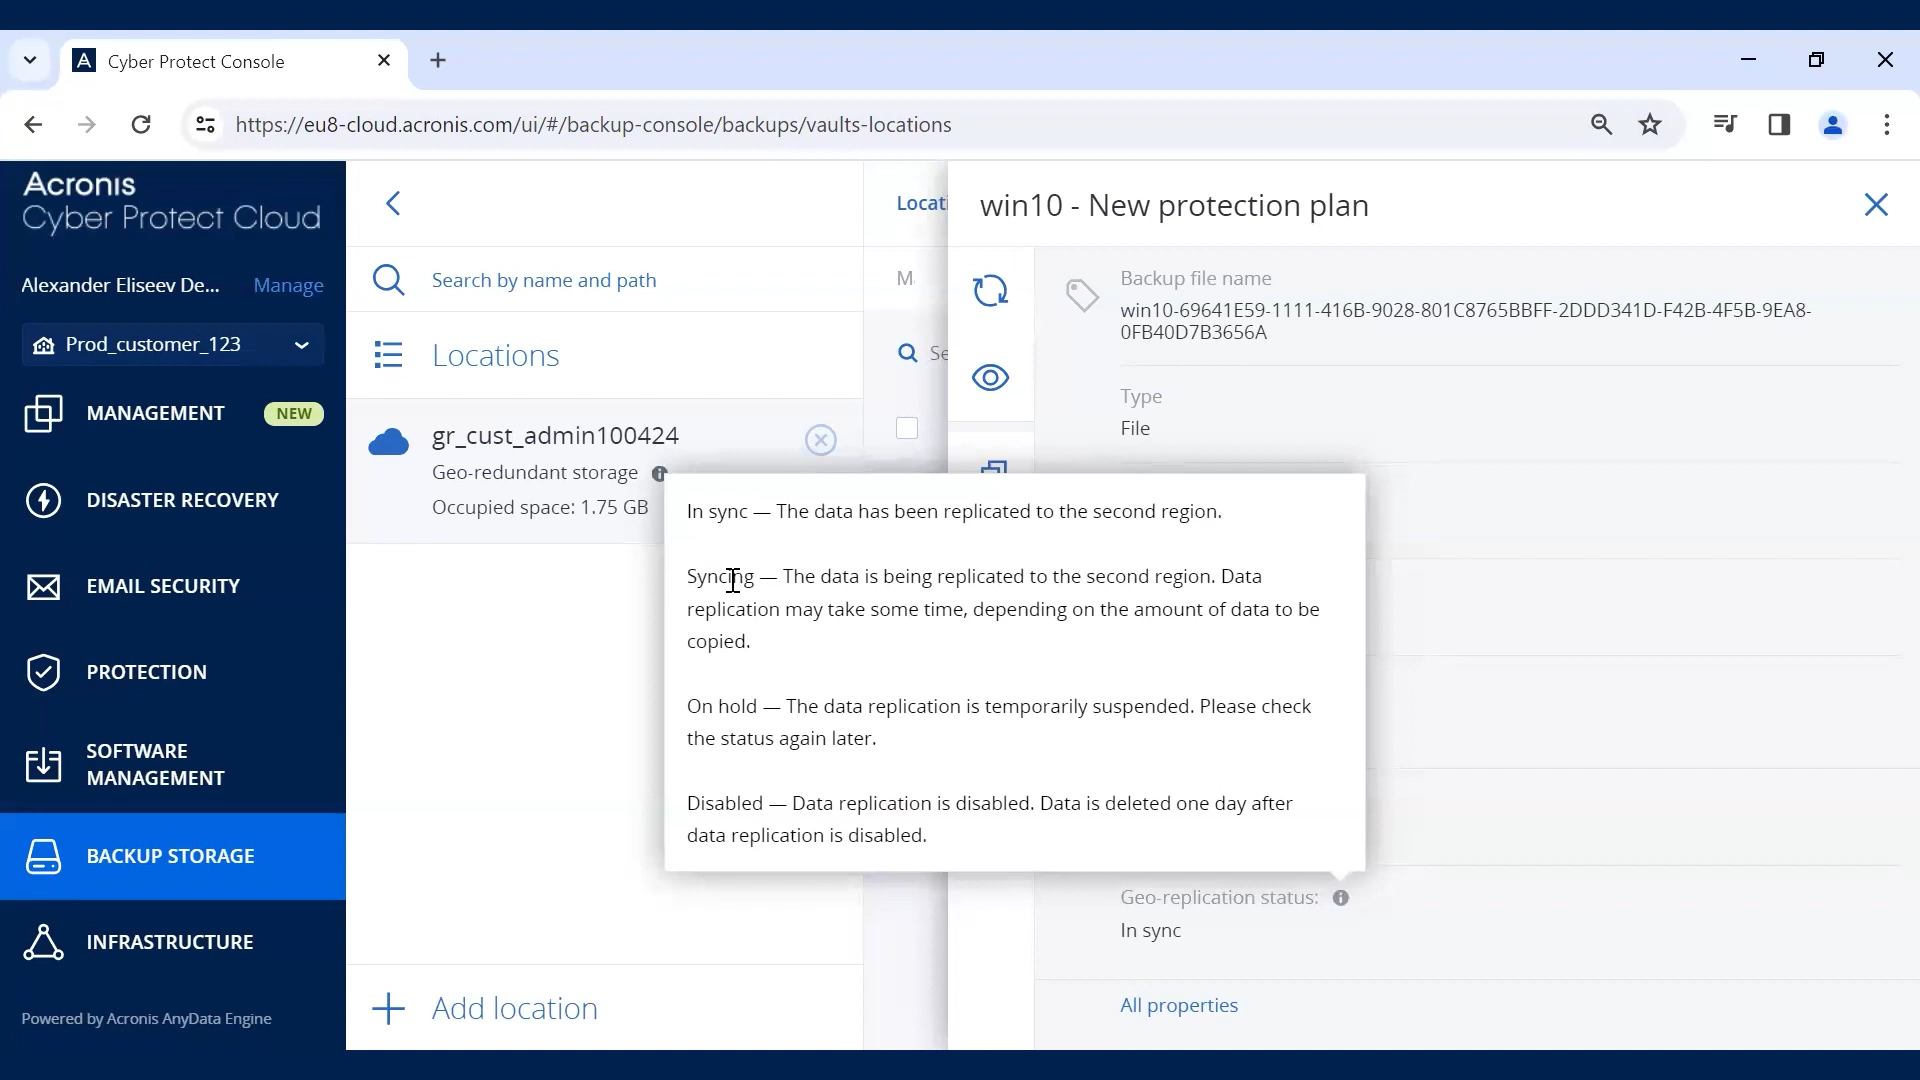 Cyber Protect Console
https://eu8-cloud.acronis.com/ui/#/backup-console/backups/vaults-locations
Acronis
Cyber Protect Cloud
Alexander Eliseev De... Manage
Prod_customer_123
MANAGEMENT NEW
DISASTER RECOVERY
EMAIL SECURITY
PROTECTION
SOFTWARE
MANAGEMENT
BACKUP STORAGE
INFRASTRUCTURE
Powered by Acronis AnyData Engine
Search by name and path
Locations
gr_cust_admin100424
Geo-redundant storage
Occupied space: 1.75 GB
Add location
Locati
Se
win10 - New protection plan
Backup file name
win10-69641E59-1111-416B-9028-801C8765BBFF-2DDD341D-F42B-4F5B-9EA8-
0FB40D7B3656A
Type
File
In sync — The data has been replicated to the second region.
Syncing — The data is being replicated to the second region. Data
replication may take some time, depending on the amount of data to be
copied.
On hold — The data replication is temporarily suspended. Please check
the status again later.
Disabled — Data replication is disabled. Data is deleted one day after
data replication is disabled.
Geo-replication status:
In sync
All properties